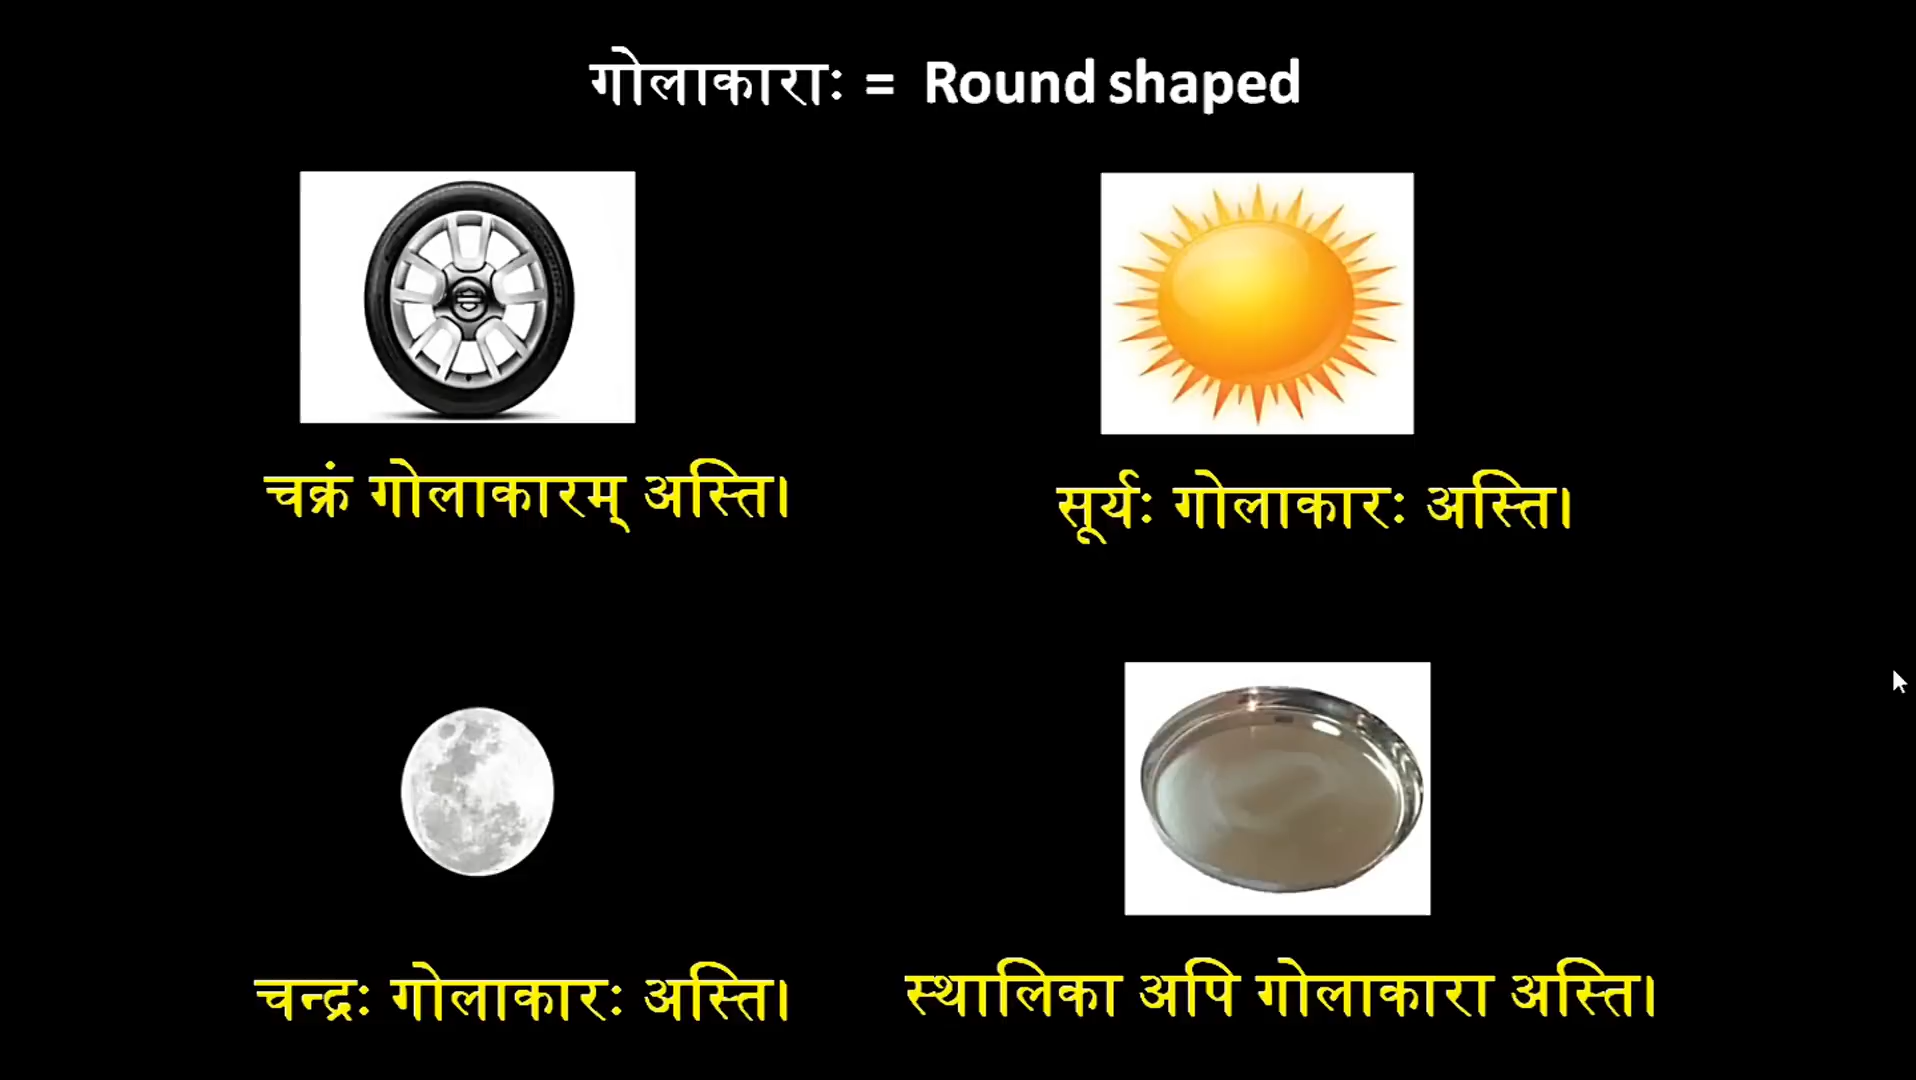 गोलाकाराः = Round shaped
चक्रं गोलाकारम् अस्ति।
सूर्यः गोलाकारः अस्ति।
चन्द्रः गोलाकारः अस्ति।
स्थालिका अपि गोलाकारा अस्ति।